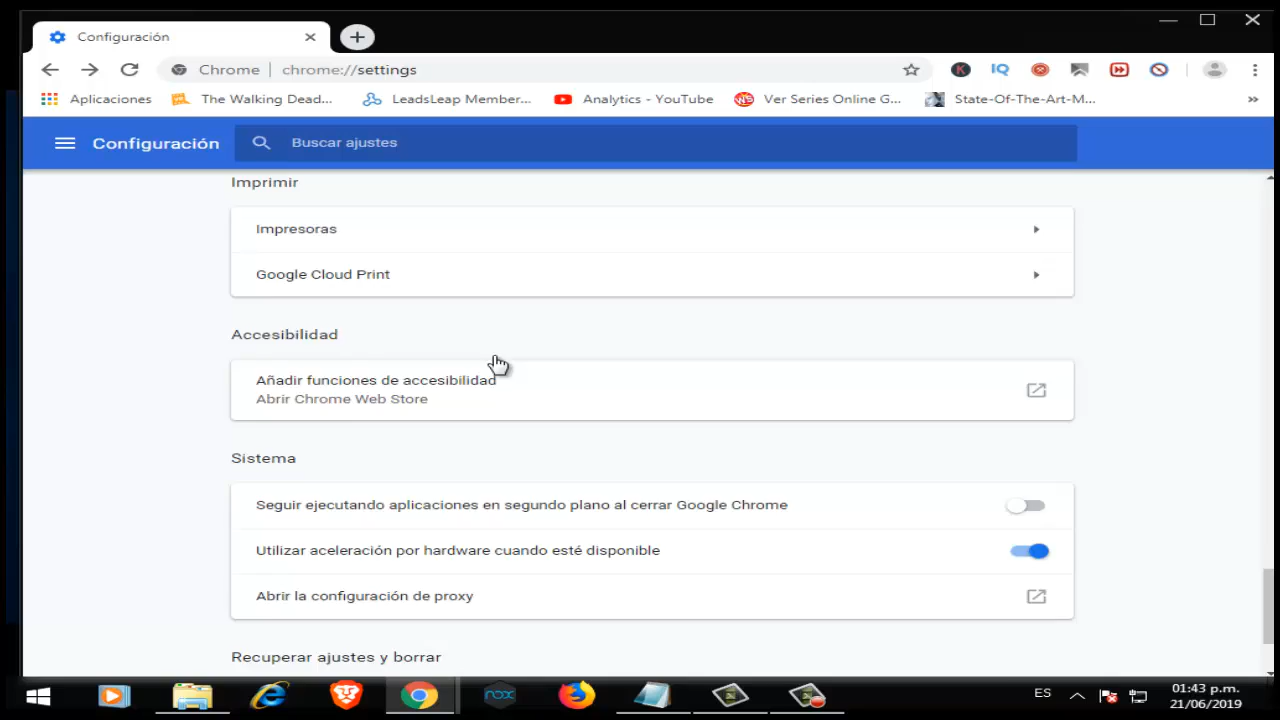 Configuración
Chrome | chrome://settings
K IQ
Aplicaciones The Walking Dead... LeadsLeap Member... Analytics - YouTube Ver Series Online G... State-Of-The-Art-M... »
Configuración Buscar ajustes
Imprimir
Impresoras
Google Cloud Print
Accesibilidad
Añadir funciones de accesibilidad
Abrir Chrome Web Store
Sistema
Seguir ejecutando aplicaciones en segundo plano al cerrar Google Chrome
Utilizar aceleración por hardware cuando esté disponible
Abrir la configuración de proxy
Recuperar ajustes y borrar
nox
ES
01:43 p.m.
21/06/2019